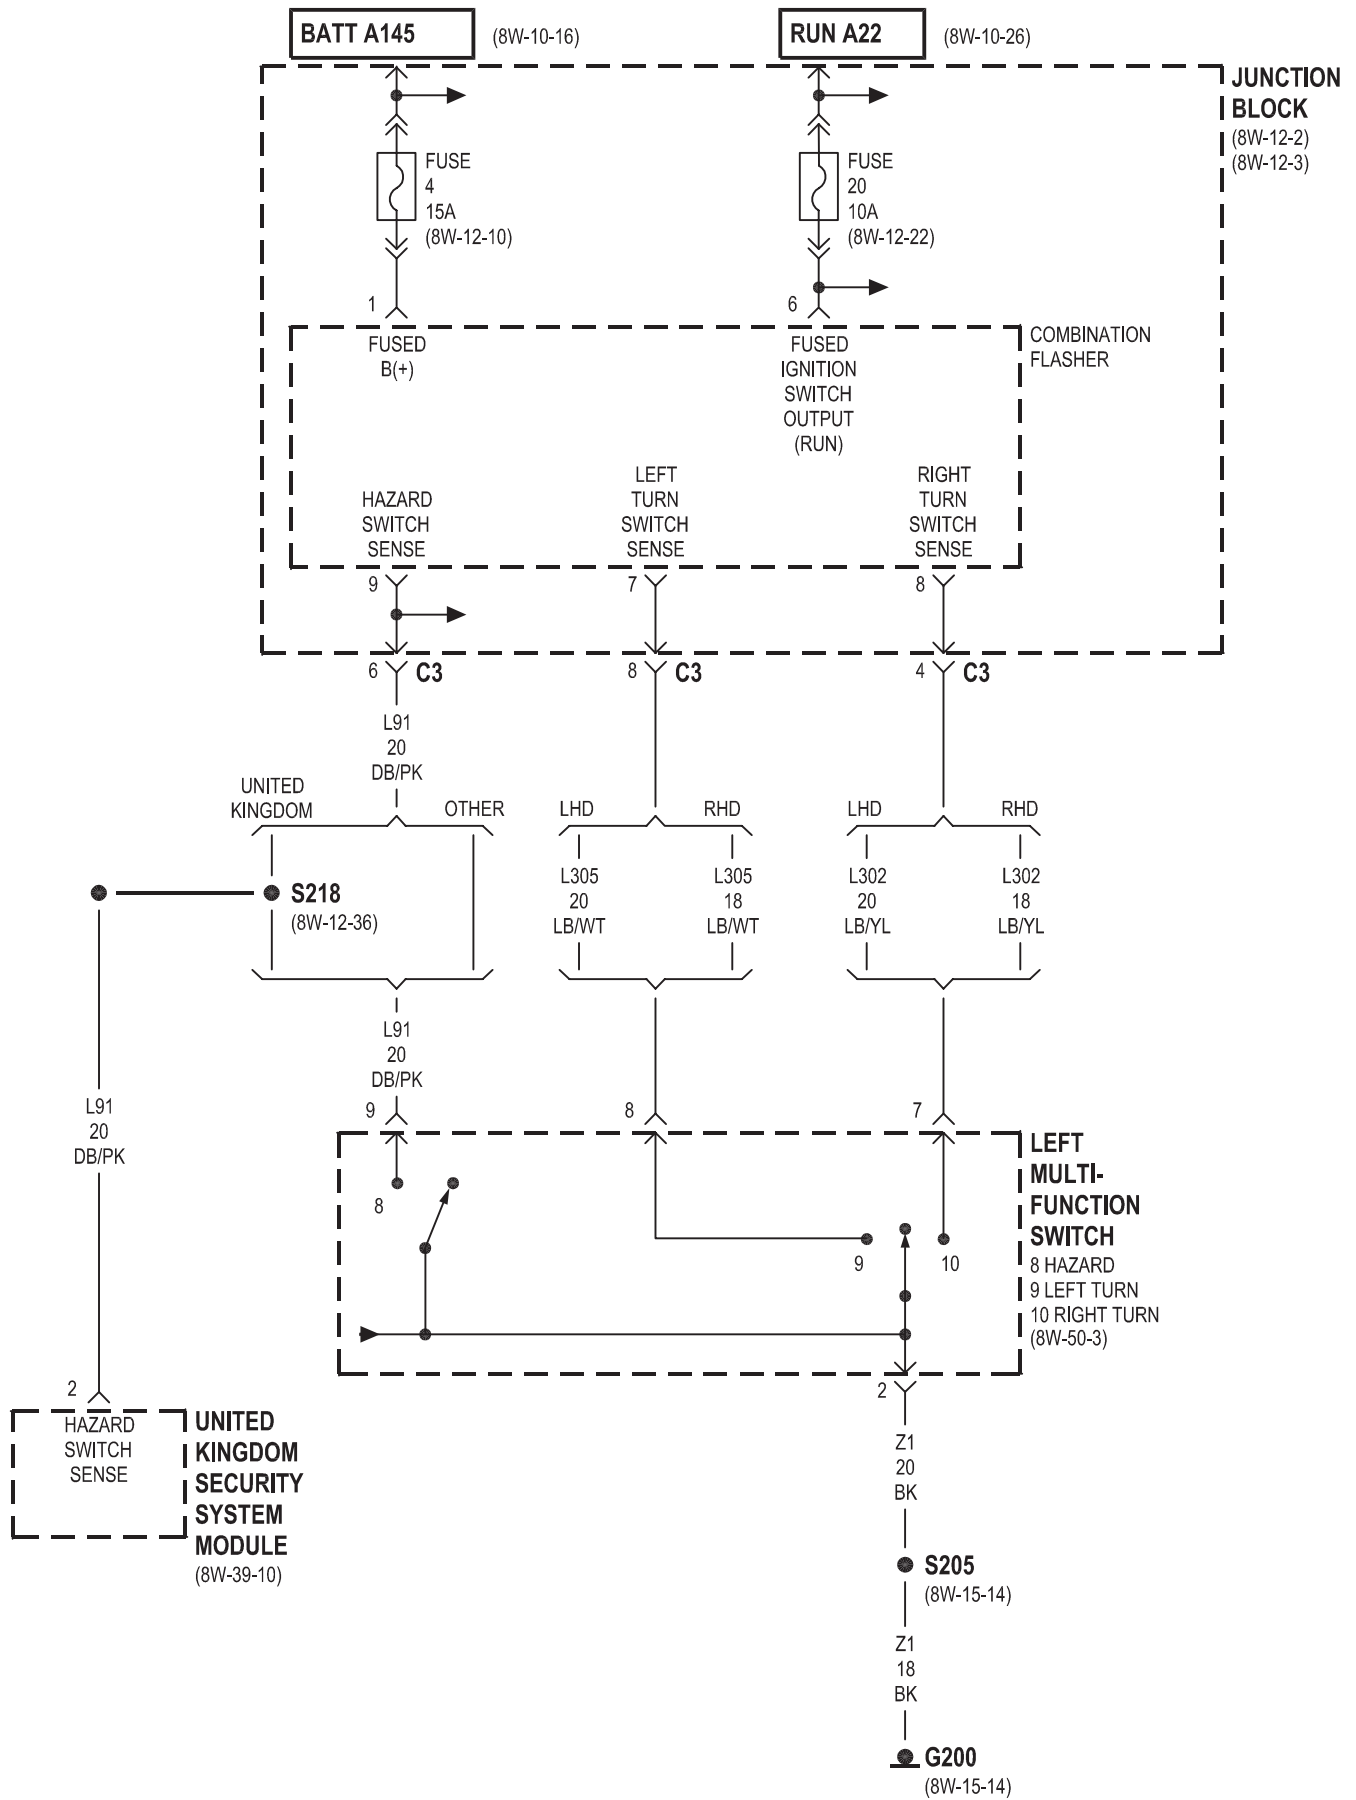 BATT A145
(8W-10-16)
RUN A22
(8W-10-26)
JUNCTION
BLOCK
(8W-12-2)
(8W-12-3)
FUSE
4
15A
(8W-12-10)
FUSE
20
10A
(8W-12-22)
1
6
COMBINATION
FLASHER
FUSED
B(+)
FUSED
IGNITION
SWITCH
OUTPUT
(RUN)
HAZARD
SWITCH
SENSE
LEFT
TURN
SWITCH
SENSE
RIGHT
TURN
SWITCH
SENSE
9
7
8
6
C3
8
C3
4
C3
L91
20
DB/PK
UNITED
KINGDOM
OTHER
LHD
RHD
LHD
RHD
S218
(8W-12-36)
L305
20
LB/WT
L305
18
LB/WT
L302
20
LB/YL
L302
18
LB/YL
L91
20
DB/PK
L91
20
DB/PK
9
8
7
LEFT
MULTI-
FUNCTION
SWITCH
8 HAZARD
9 LEFT TURN
10 RIGHT TURN
(8W-50-3)
8
9
10
2
2
HAZARD
SWITCH
SENSE
UNITED
KINGDOM
SECURITY
SYSTEM
MODULE
(8W-39-10)
Z1
20
BK
S205
(8W-15-14)
Z1
18
BK
G200
(8W-15-14)